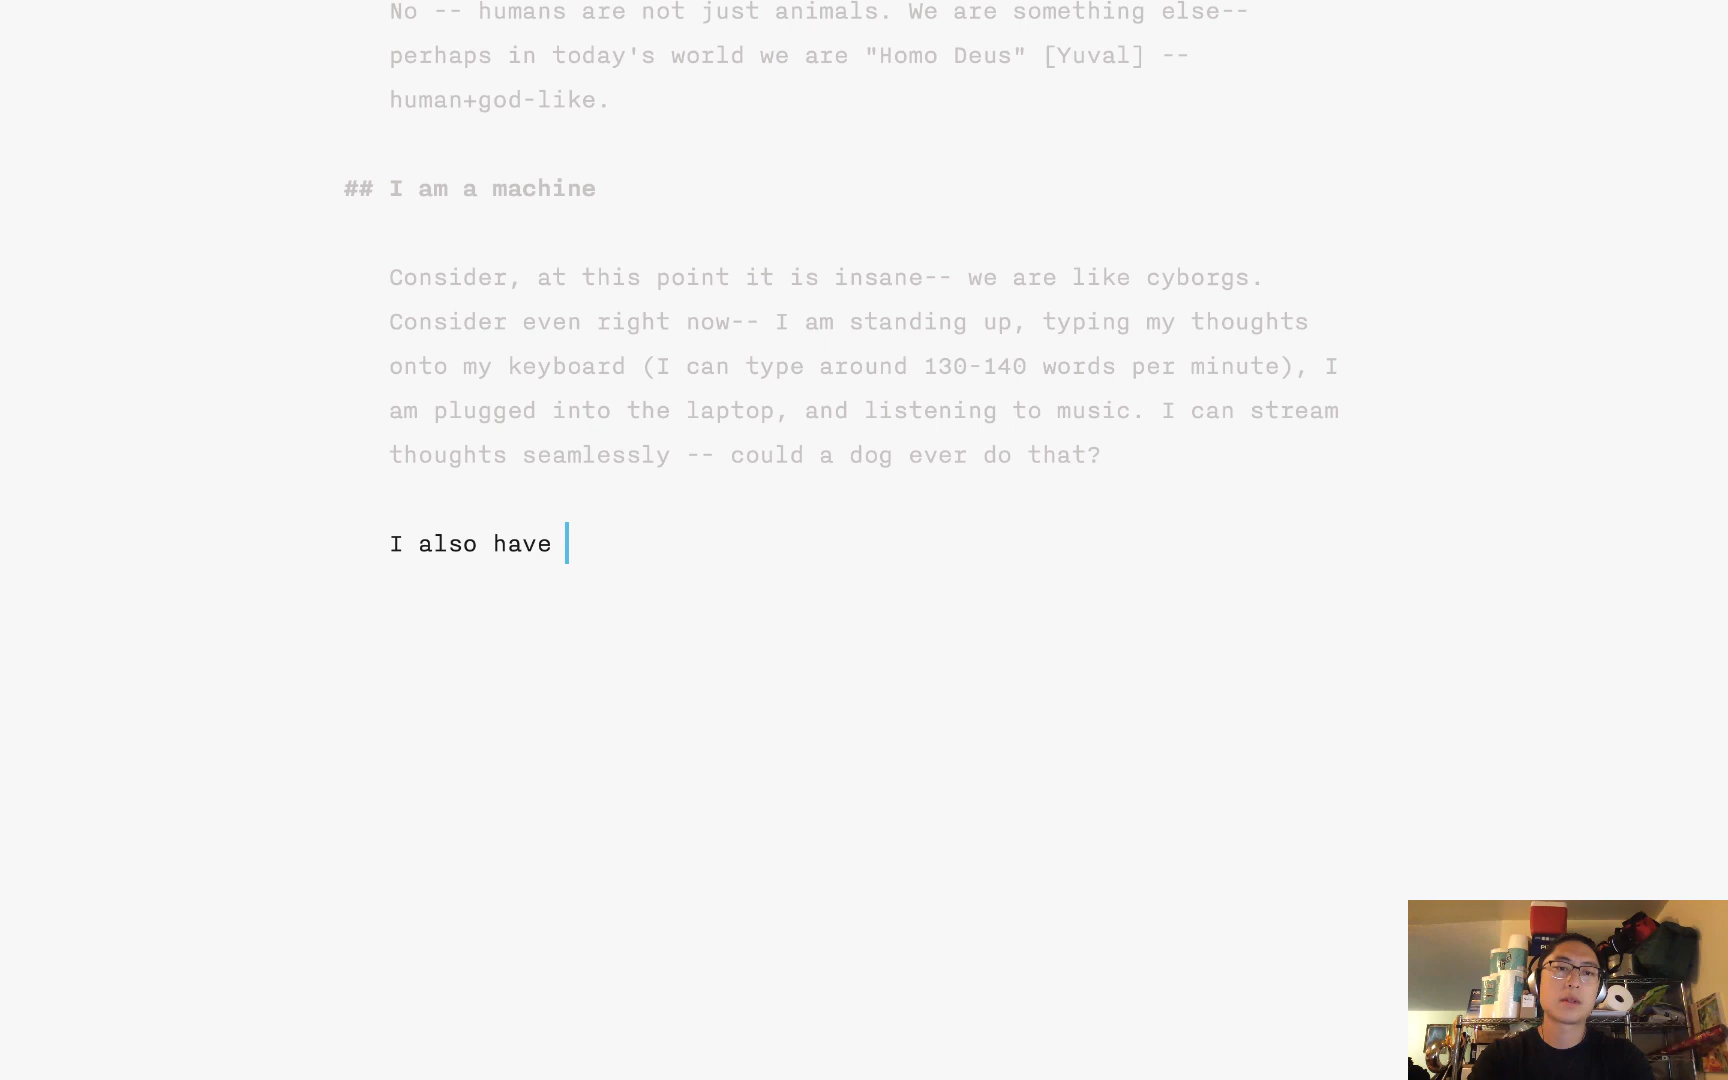 No -- humans are not just animals. We are something else--
perhaps in today's world we are "Homo Deus" [Yuval] --
human+god-like.
## I am a machine
Consider, at this point it is insane-- we are like cyborgs.
Consider even right now-- I am standing up, typing my thoughts
onto my keyboard (I can type around 130-140 words per minute), I
am plugged into the laptop, and listening to music. I can stream
thoughts seamlessly -- could a dog ever do that?
I also have